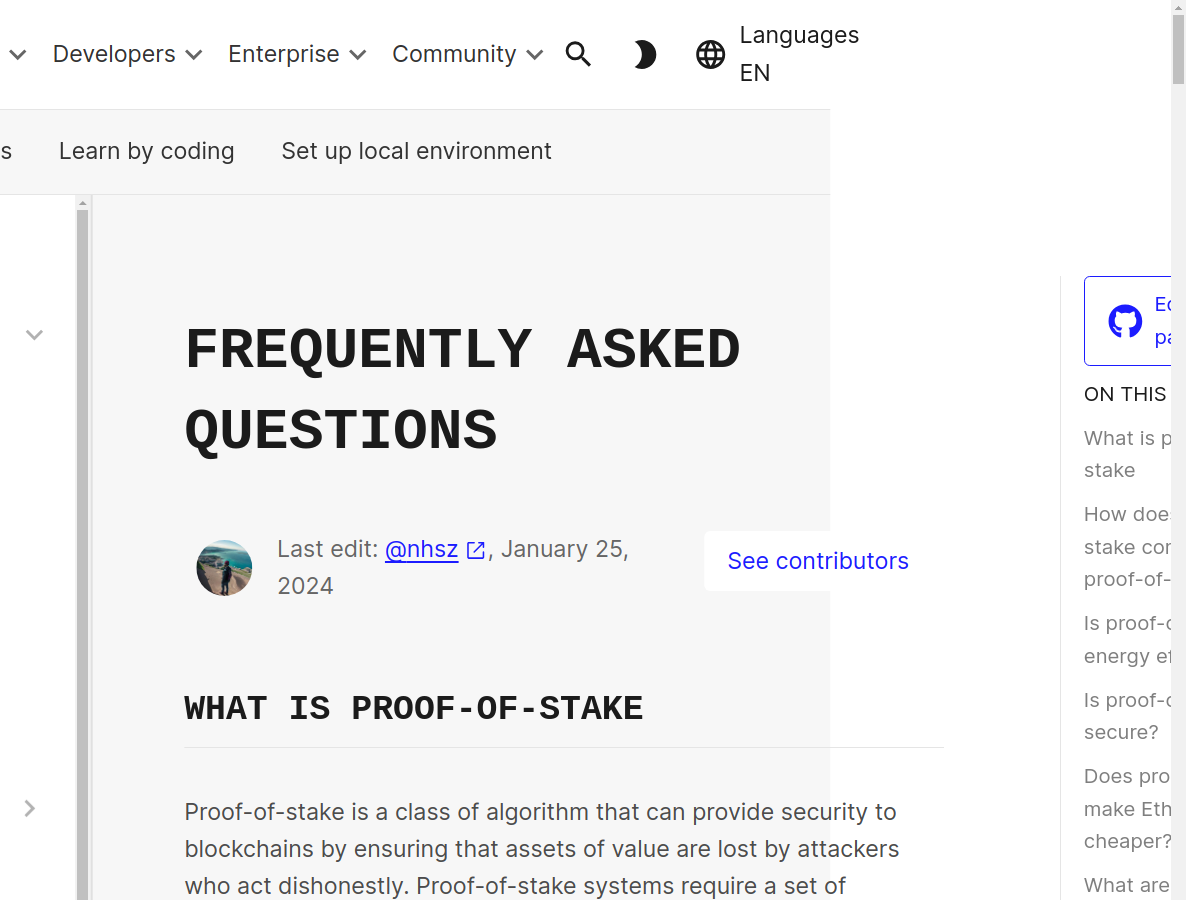 Developers Enterprise Community Languages EN
Learn by coding Set up local environment
FREQUENTLY ASKED
QUESTIONS
Last edit: @nhsz , January 25,
2024
See contributors
WHAT IS PROOF-OF-STAKE
Proof-of-stake is a class of algorithm that can provide security to
blockchains by ensuring that assets of value are lost by attackers
who act dishonestly. Proof-of-stake systems require a set of
ON THIS
What is p
stake
How does
stake con
proof-of-
Is proof-o
energy ef
Is proof-o
secure?
Does pro
make Eth
cheaper?
What are